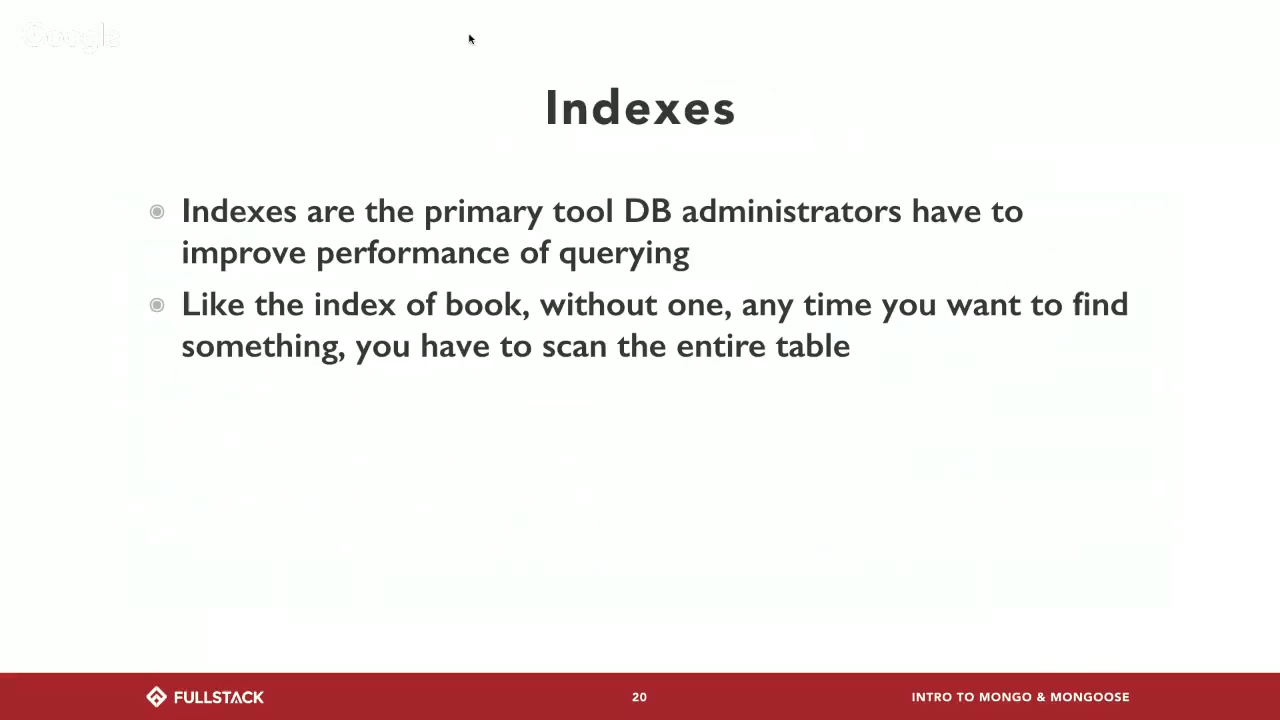 Google
Indexes
Indexes are the primary tool DB administrators have to
improve performance of querying
Like the index of book, without one, any time you want to find
something, you have to scan the entire table
FULLSTACK
20
INTRO TO MONGO & MONGOOSE